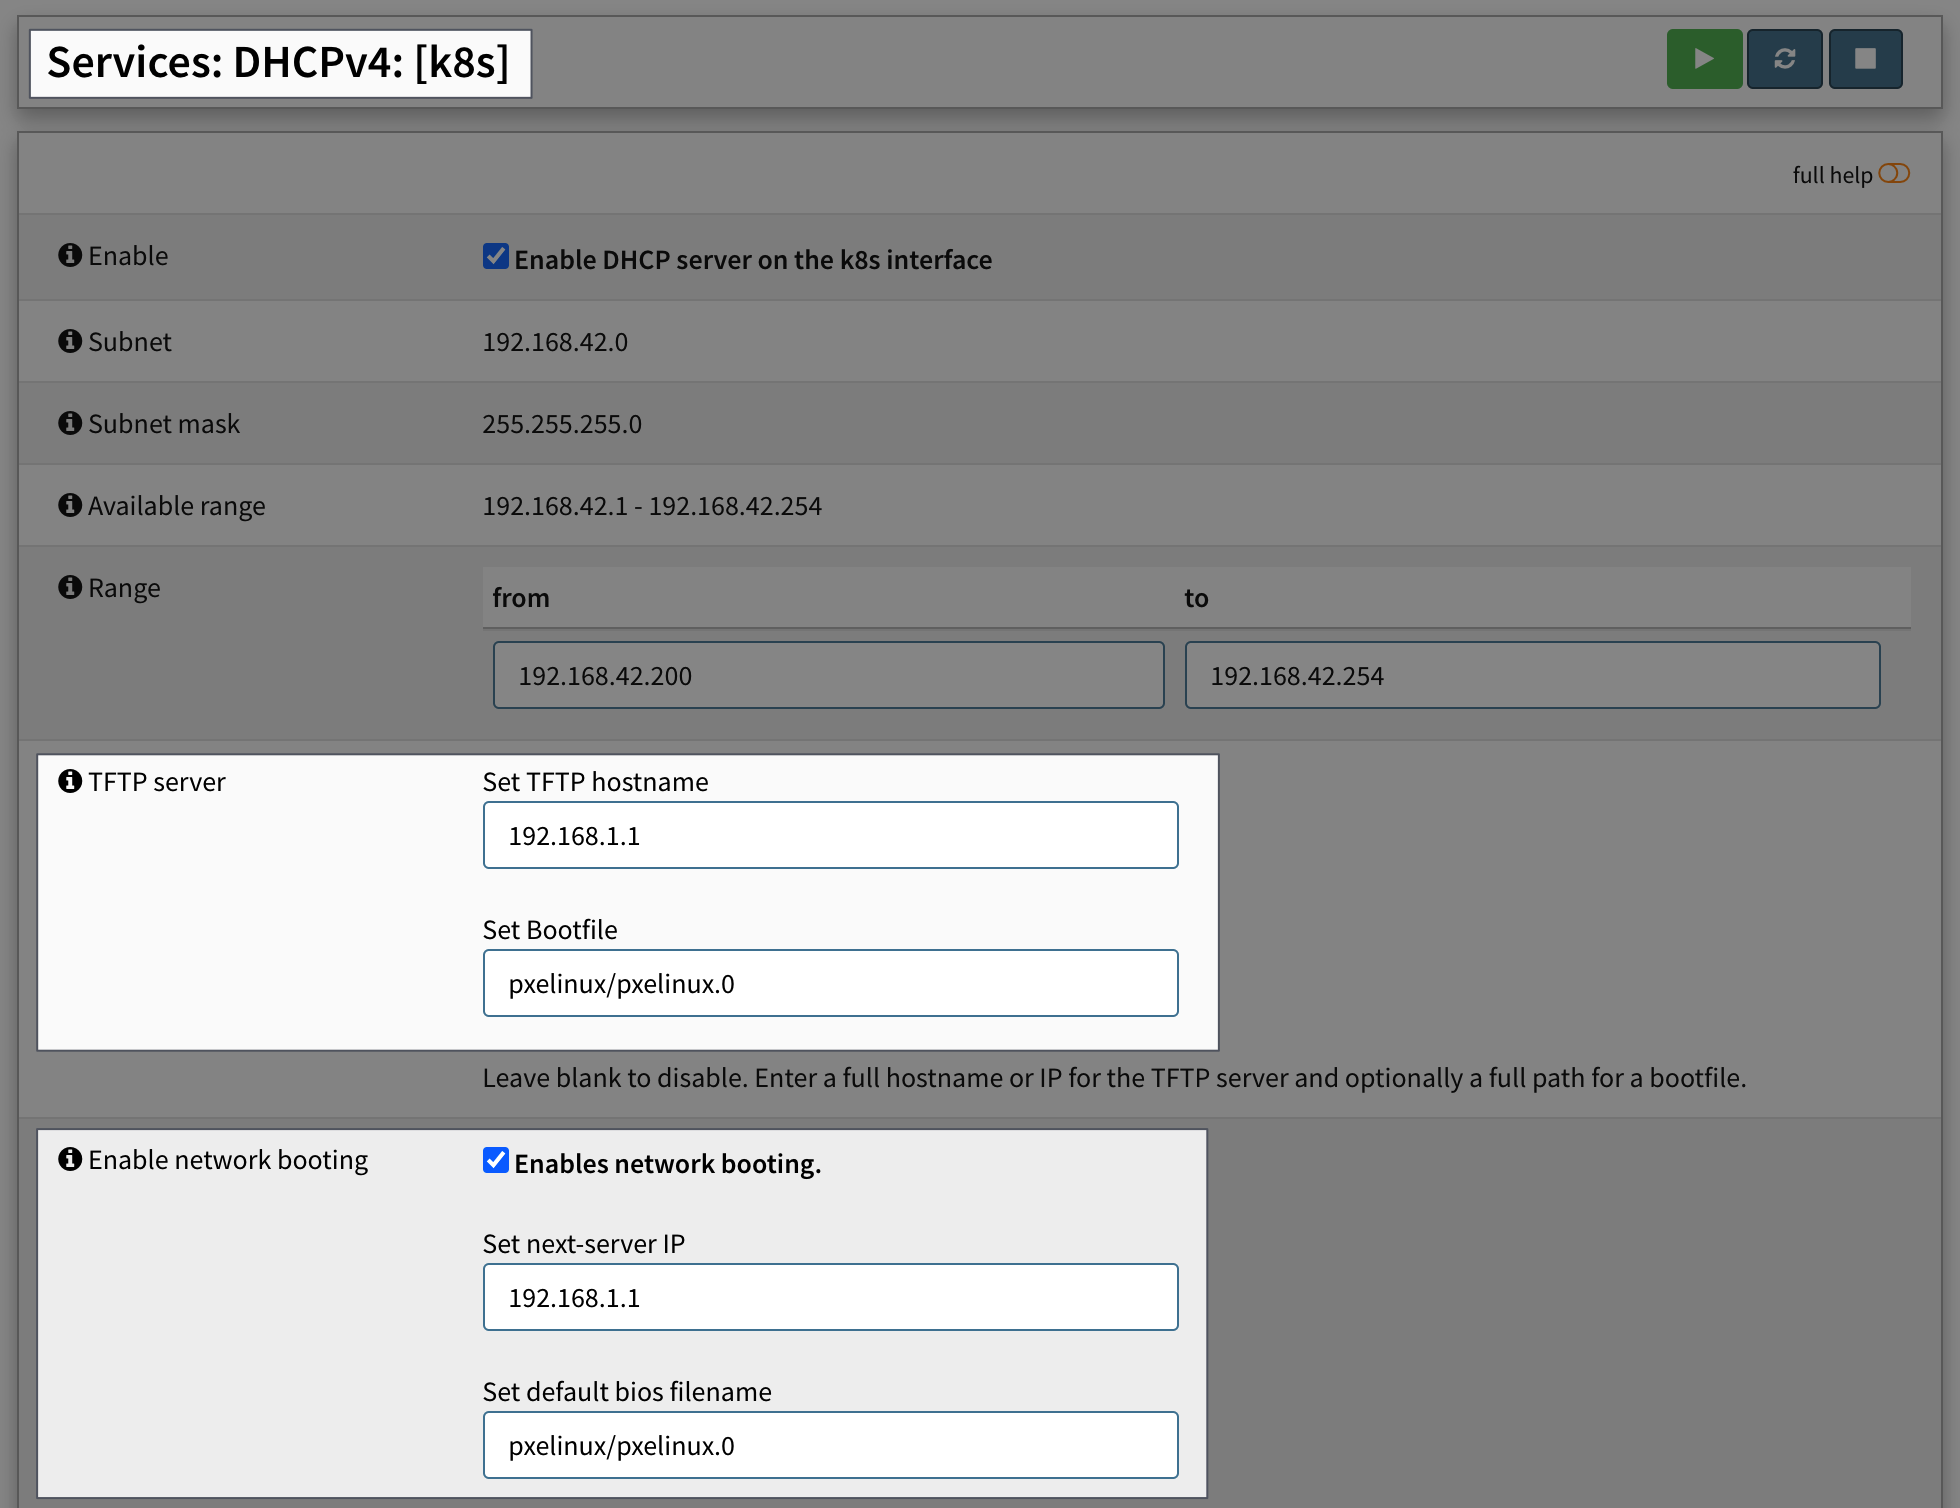 Services: DHCPv4: [k8s]
full help
Enable
Enable DHCP server on the k8s interface
Subnet
192.168.42.0
Subnet mask
255.255.255.0
Available range
192.168.42.1 - 192.168.42.254
Range
from to
192.168.42.200 192.168.42.254
TFTP server
Set TFTP hostname
192.168.1.1
Set Bootfile
pxelinux/pxelinux.0
Leave blank to disable. Enter a full hostname or IP for the TFTP server and optionally a full path for a bootfile.
Enable network booting
Enables network booting.
Set next-server IP
192.168.1.1
Set default bios filename
pxelinux/pxelinux.0